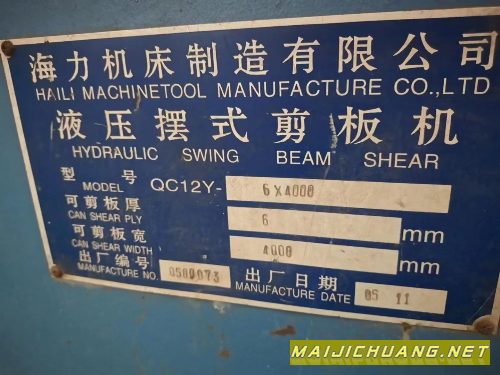 海力机床制造有限公司
HAILI MACHINETOOL MANUFACTURE CO.,LTD
液压摆式剪板机
HYDRAULIC SWING BEAM SHEAR
型号 QC12Y- 6×4000
MODEL
可剪板厚 6 mm
CAN SHEAR PLY
可剪板宽 4000 mm
CAN SHEAR WIDTH
出厂编号 0580073 出厂日期 05 11
MANUFACTURE NO. MANUFACTURE DATE
MAIJICHUANG.NET